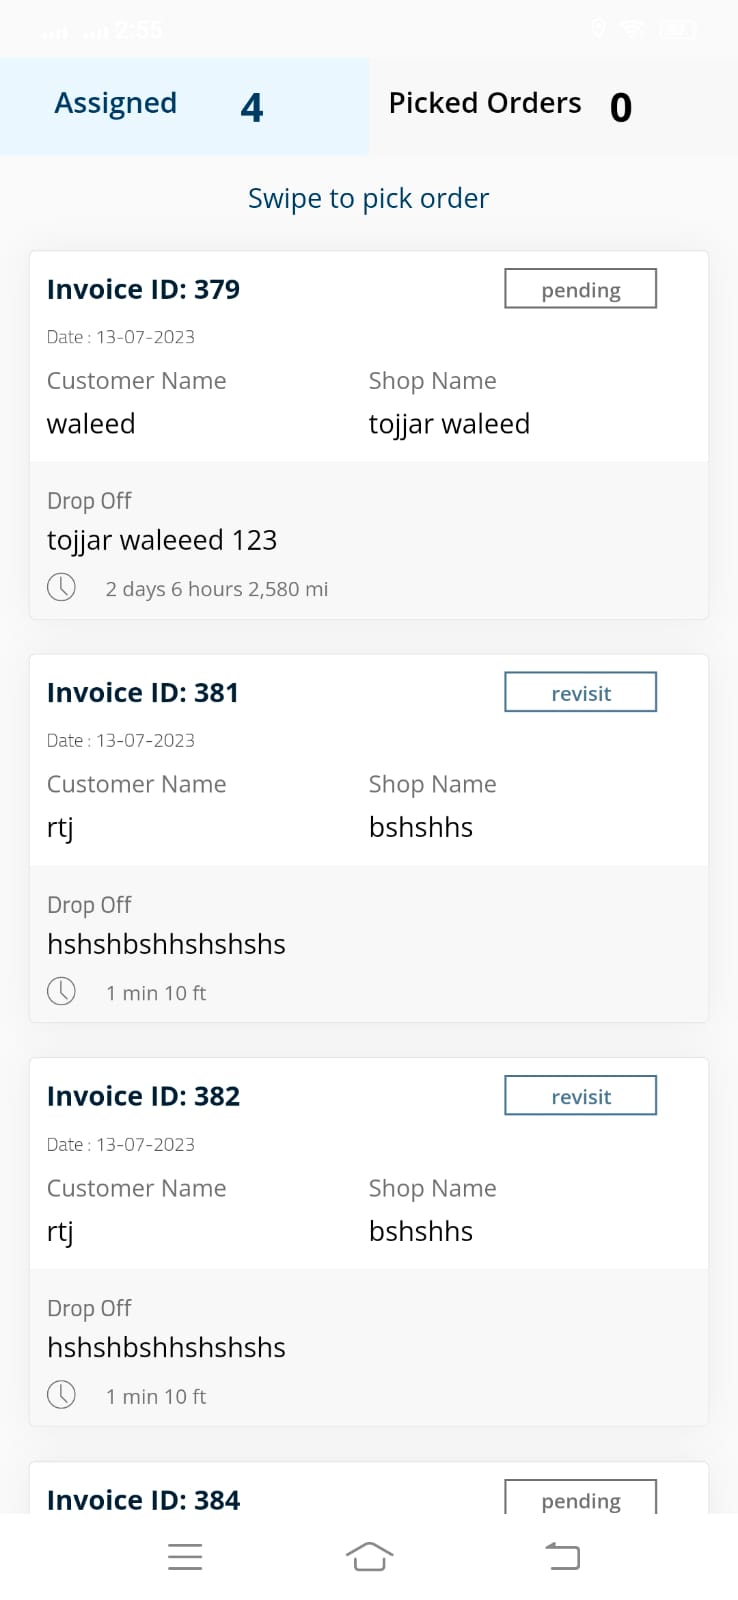 2:55
Assigned 4 Picked Orders 0
Swipe to pick order
Invoice ID: 379 pending
Date : 13-07-2023
Customer Name Shop Name
waleed tojjar waleed
Drop Off
tojjar waleeed 123
2 days 6 hours 2,580 mi
Invoice ID: 381 revisit
Date : 13-07-2023
Customer Name Shop Name
rtj bshshhs
Drop Off
hshshbshhshshshs
1 min 10 ft
Invoice ID: 382 revisit
Date : 13-07-2023
Customer Name Shop Name
rtj bshshhs
Drop Off
hshshbshhshshshs
1 min 10 ft
Invoice ID: 384 pending